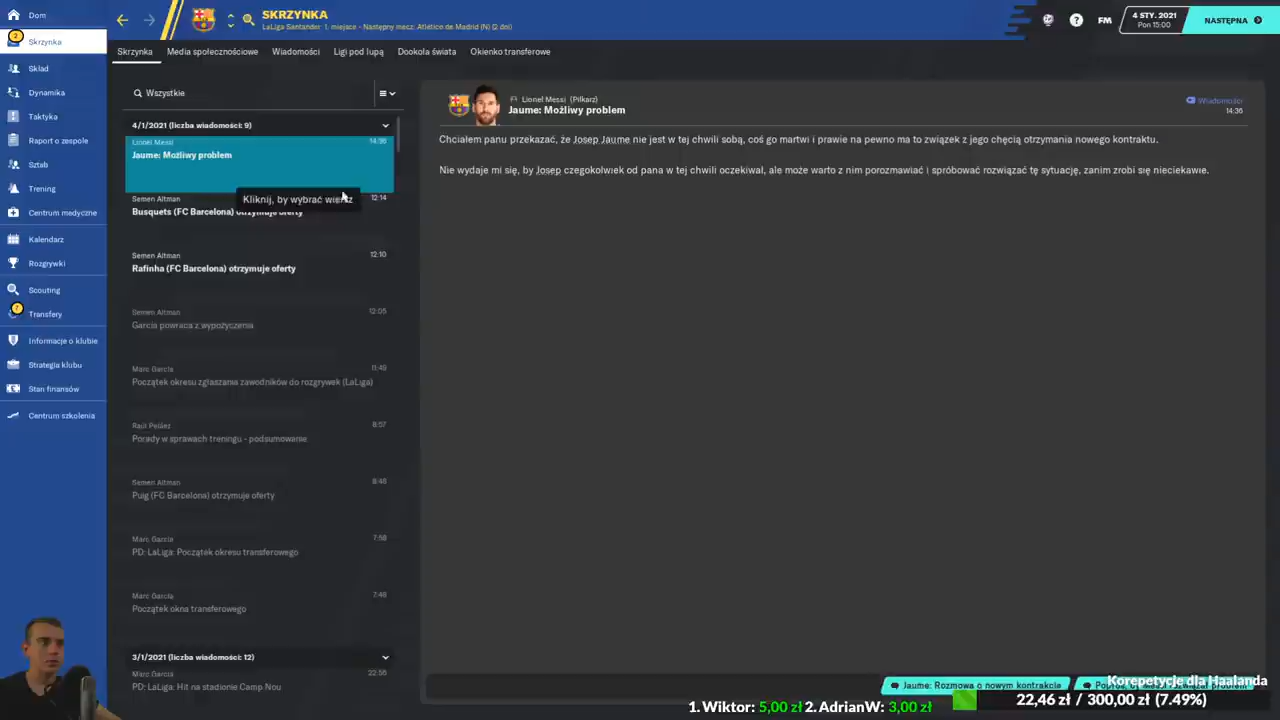 Dom
Skrzynka
2
Skład
Dynamika
Taktyka
Raport o zespole
Sztab
Trening
Centrum medyczne
Kalendarz
Rozgrywki
Scouting
7
Transfery
Informacje o klubie
Strategia klubu
Stan finansów
Centrum szkolenia
SKRZYNKA
LaLiga Santander: 1. miejsce - Następny mecz: Atlético de Madrid (N) (2 dni)
FM
4 STY. 2021
Pon 15:00
NASTĘPNA
Skrzynka Media społecznościowe Wiadomości Ligi pod lupą Dookoła świata Okienko transferowe
Wszystkie
4/1/2021 (liczba wiadomości: 9)
Lionel Messi 14:36
Jaume: Możliwy problem
Kliknij, by wybrać wiersz
Semen Altman 12:14
Busquets (FC Barcelona) otrzymuje oferty
Semen Altman 12:10
Rafinha (FC Barcelona) otrzymuje oferty
Semen Altman 12:05
Garcia powraca z wypożyczenia
Marc García 11:49
Początek okresu zgłaszania zawodników do rozgrywek (LaLiga)
Raúl Peláez 8:57
Porady w sprawach treningu - podsumowanie
Semen Altman 8:48
Puig (FC Barcelona) otrzymuje oferty
Marc García 7:58
PD: LaLiga: Początek okresu transferowego
Marc García 7:48
Początek okna transferowego
3/1/2021 (liczba wiadomości: 12)
Marc García 22:56
PD: LaLiga: Hit na stadionie Camp Nou
Lionel Messi (Piłkarz)
Jaume: Możliwy problem
Wiadomości
14:36
Chciałem panu przekazać, że Josep Jaume nie jest w tej chwili sobą, coś go martwi i prawie na pewno ma to związek z jego chęcią otrzymania nowego kontraktu.
Nie wydaje mi się, by Josep czegokolwiek od pana w tej chwili oczekiwał, ale może warto z nim porozmawiać i spróbować rozwiązać tę sytuację, zanim zrobi się nieciekawie.
Jaume: Rozmowa o nowym kontrakcie
Korepetycje dla Haalanda
22,46 zł / 300,00 zł (7.49%)
1. Wiktor: 5,00 zł 2. AdrianW: 3,00 zł